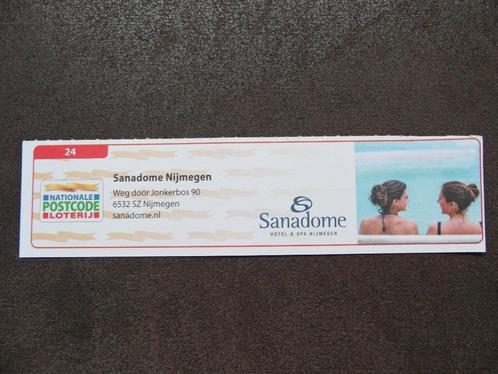 24
Sanadome Nijmegen
Weg door Jonkerbos 90
6532 SZ Nijmegen
sanadome.nl
NATIONALE
POSTCODE
LOTERIJ
Sanadome
HOTEL & SPA NIJMEGEN